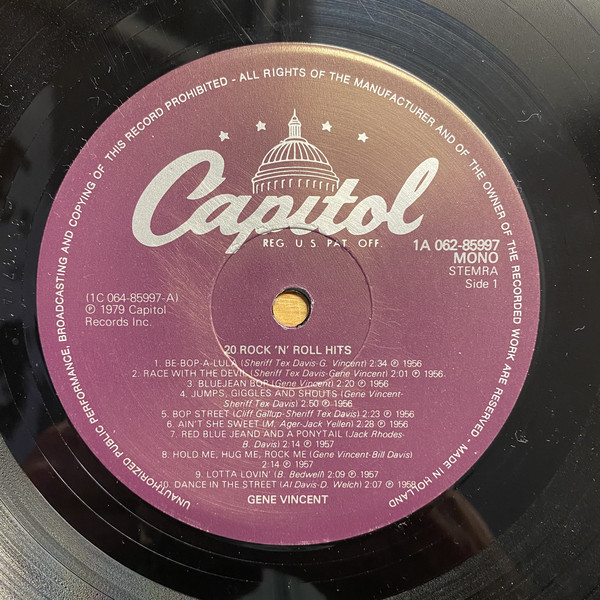 UNAUTHORIZED PUBLIC PERFORMANCE, BROADCASTING AND COPYING OF THIS RECORD PROHIBITED - ALL RIGHTS OF THE MANUFACTURER AND OF THE OWNER OF THE RECORDED WORK ARE RESERVED - MADE IN HOLLAND
Capitol
REG. U.S. PAT. OFF.
1A 062-85997
MONO
STEMRA
Side 1
(1C 064-85997-A)
℗ 1979 Capitol
Records Inc.
20 ROCK 'N' ROLL HITS
1. BE-BOP-A-LULA (Sheriff Tex Davis-G. Vincent) 2:34 ℗ 1956
2. RACE WITH THE DEVIL (Sheriff Tex Davis-Gene Vincent) 2:01 ℗ 1956
3. BLUEJEAN BOP (Gene Vincent) 2:20 ℗ 1956
4. JUMPS, GIGGLES AND SHOUTS (Gene Vincent-
Sheriff Tex Davis) 2:50 ℗ 1956
5. BOP STREET (Cliff Gallup-Sheriff Tex Davis) 2:23 ℗ 1956
6. AIN'T SHE SWEET (M. Ager-Jack Yellen) 2:28 ℗ 1956
7. RED BLUE JEAND AND A PONYTAIL (Jack Rhodes-
B. Davis) 2:14 ℗ 1957
8. HOLD ME, HUG ME, ROCK ME (Gene Vincent-Bill Davis)
2:14 ℗ 1957
9. LOTTA LOVIN' (B. Bedwell) 2:09 ℗ 1957
10. DANCE IN THE STREET (Al Davis-D. Welch) 2:07 ℗ 1958
GENE VINCENT